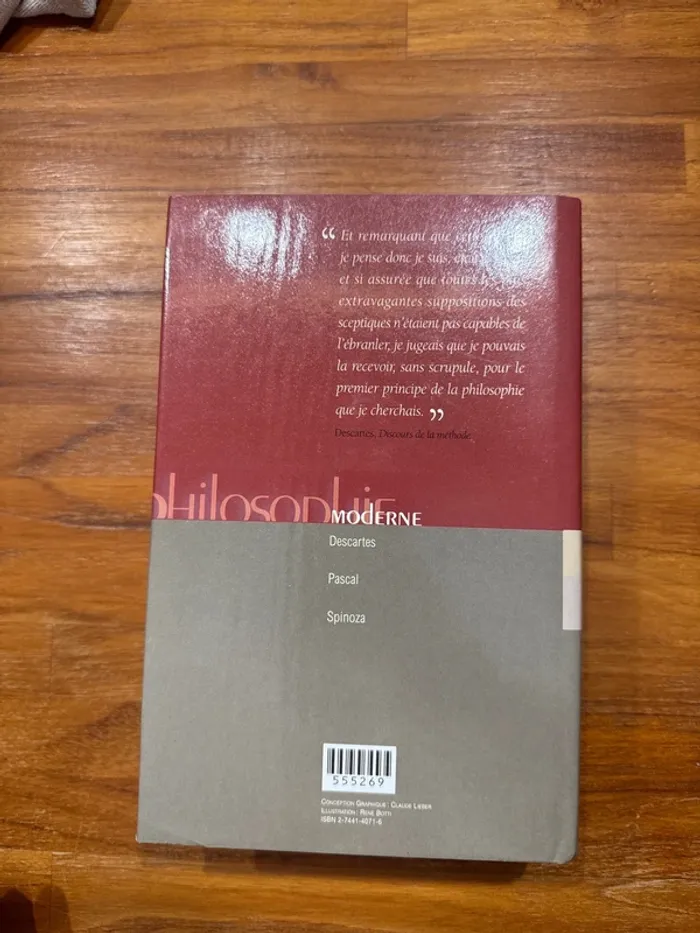 “ Et remarquant que
je pense donc je suis,
et si assurée que toutes
extravagantes suppositions des
sceptiques n'étaient pas capables de
l'ébranler, je jugeais que je pouvais
la recevoir, sans scrupule, pour le
premier principe de la philosophie
que je cherchais. ”
Descartes, Discours de la méthode.
philosophie
MODERNE
Descartes
Pascal
Spinoza
555269
CONCEPTION GRAPHIQUE : CLAUDE LIEBER
ILLUSTRATION : RENÉ BOTTI
ISBN 2-7441-4071-6